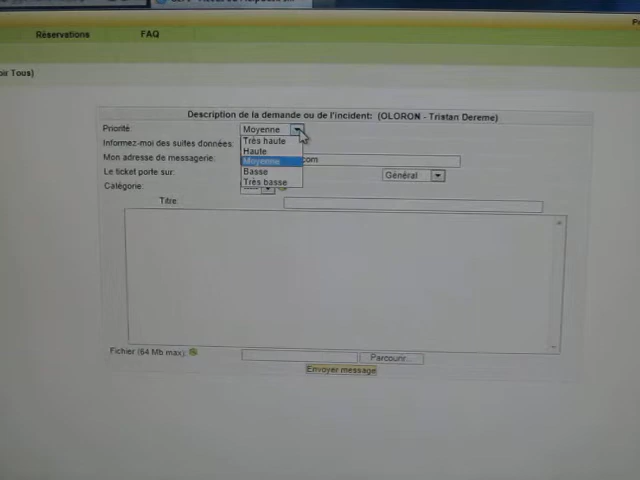 Réservations FAQ
oir Tous)
Description de la demande ou de l'incident: (OLORON - Tristan Dereme)
Priorité: Moyenne
Très haute
Informez-moi des suites données:
Haute
Mon adresse de messagerie: Moyenne com
Le ticket porte sur: Basse Général
Catégorie: Très basse
Titre
Fichier (64 Mb max): Parcourir...
Envoyer message